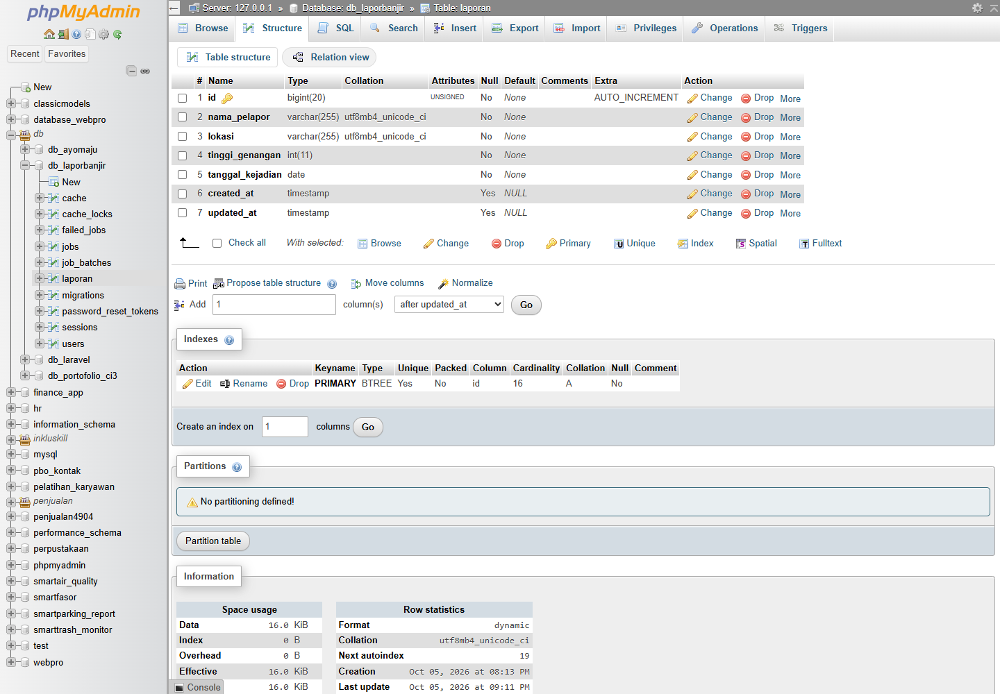 phpMyAdmin
Recent Favorites
New
classicmodels
database_webpro
db
db_ayomaju
db_laporbanjir
New
cache
cache_locks
failed_jobs
jobs
job_batches
laporan
migrations
password_reset_tokens
sessions
users
db_laravel
db_portofolio_ci3
finance_app
hr
information_schema
inkluskill
mysql
pbo_kontak
pelatihan_karyawan
penjualan
penjualan4904
performance_schema
perpustakaan
phpmyadmin
smartair_quality
smartfasor
smartparking_report
smarttrash_monitor
test
webpro
Server: 127.0.0.1 » Database: db_laporbanjir » Table: laporan
Browse Structure SQL Search Insert Export Import Privileges Operations Triggers
Table structure Relation view
# Name Type Collation Attributes Null Default Comments Extra Action
1 id bigint(20) UNSIGNED No None AUTO_INCREMENT Change Drop More
2 nama_pelapor varchar(255) utf8mb4_unicode_ci No None Change Drop More
3 lokasi varchar(255) utf8mb4_unicode_ci No None Change Drop More
4 tinggi_genangan int(11) No None Change Drop More
5 tanggal_kejadian date No None Change Drop More
6 created_at timestamp Yes NULL Change Drop More
7 updated_at timestamp Yes NULL Change Drop More
Check all With selected: Browse Change Drop Primary Unique Index Spatial Fulltext
Print Propose table structure Move columns Normalize
Add 1 column(s) after updated_at Go
Indexes
Action Keyname Type Unique Packed Column Cardinality Collation Null Comment
Edit Rename Drop PRIMARY BTREE Yes No id 16 A No
Create an index on 1 columns Go
Partitions
No partitioning defined!
Partition table
Information
Space usage
Data 16.0 KiB
Index 0 B
Overhead 0 B
Effective 16.0 KiB
16.0 KiB
Row statistics
Format dynamic
Collation utf8mb4_unicode_ci
Next autoindex 19
Creation Oct 05, 2026 at 08:13 PM
Last update Oct 05, 2026 at 09:11 PM
Console